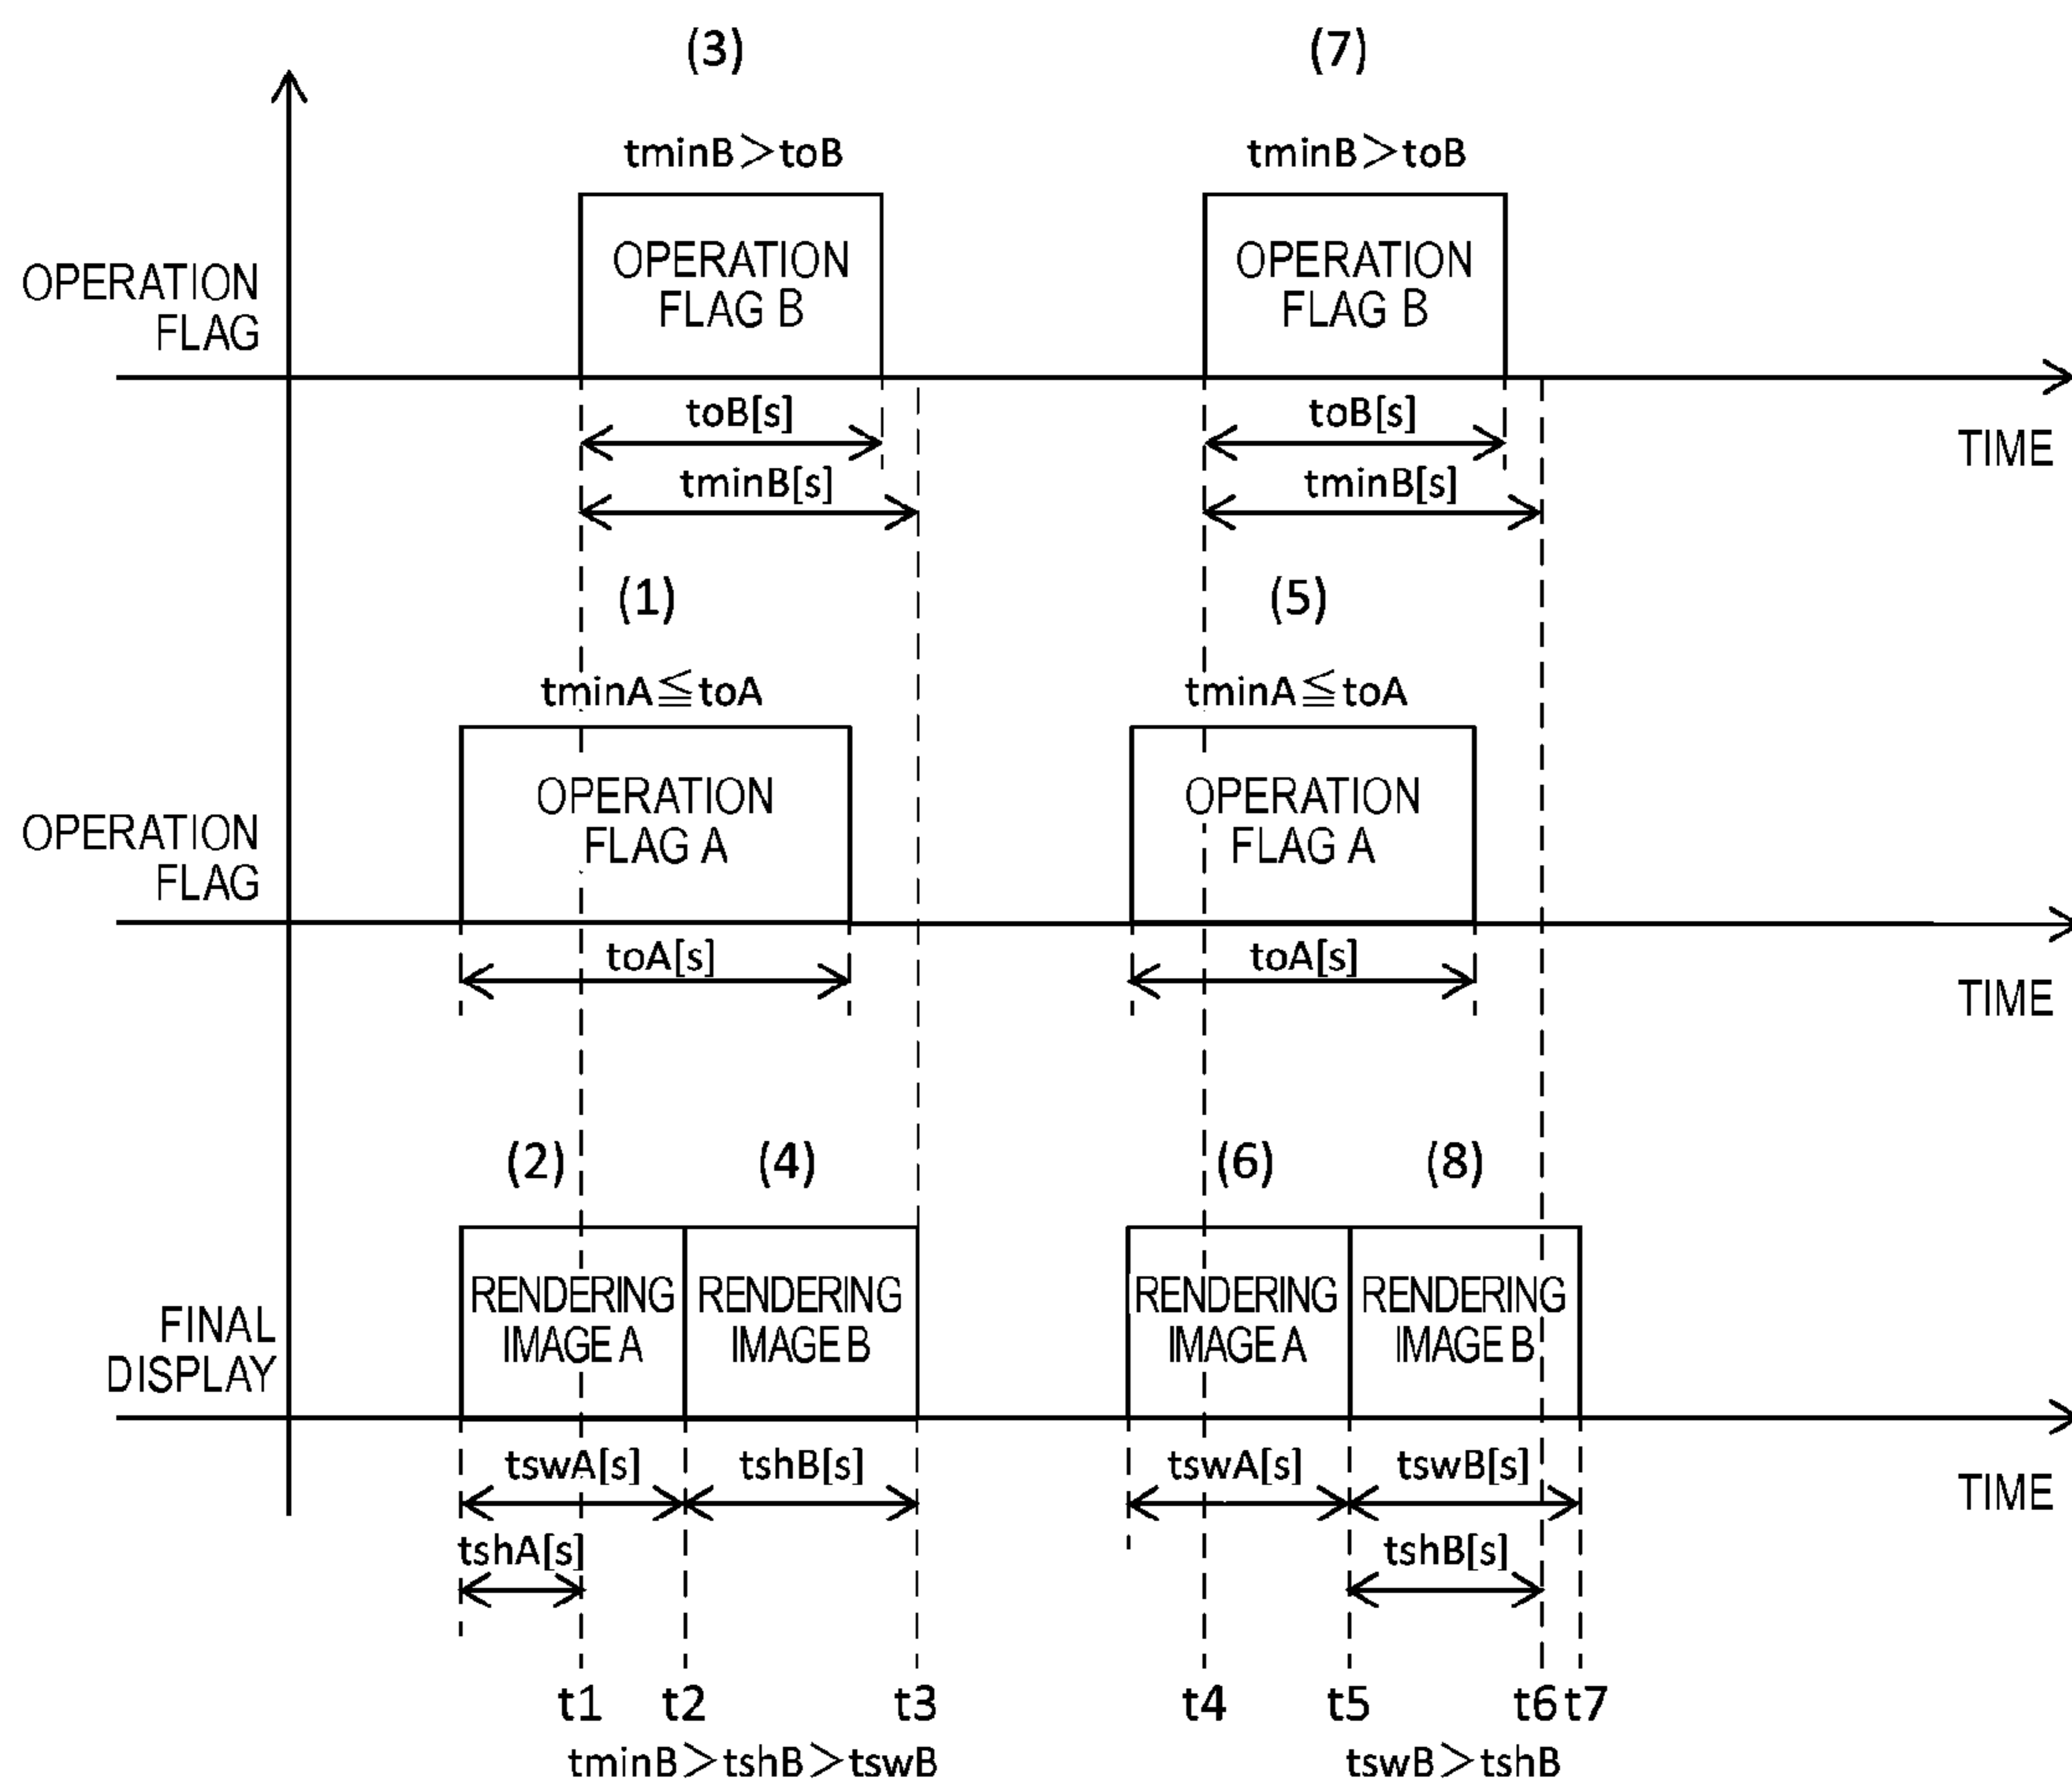 (3)
(7)
tminB＞toB
tminB＞toB
OPERATION
FLAG B
OPERATION
FLAG B
OPERATION
FLAG
toB[s]
toB[s]
TIME
tminB[s]
tminB[s]
(1)
(5)
tminA≦toA
tminA≦toA
OPERATION
FLAG A
OPERATION
FLAG A
OPERATION
FLAG
toA[s]
toA[s]
TIME
(2)
(4)
(6)
(8)
RENDERING
IMAGE A
RENDERING
IMAGE B
RENDERING
IMAGE A
RENDERING
IMAGE B
FINAL
DISPLAY
tswA[s]
tshB[s]
tswA[s]
tswB[s]
TIME
tshA[s]
tshB[s]
t1
t2
t3
t4
t5
t6
t7
tminB＞tshB＞tswB
tswB＞tshB